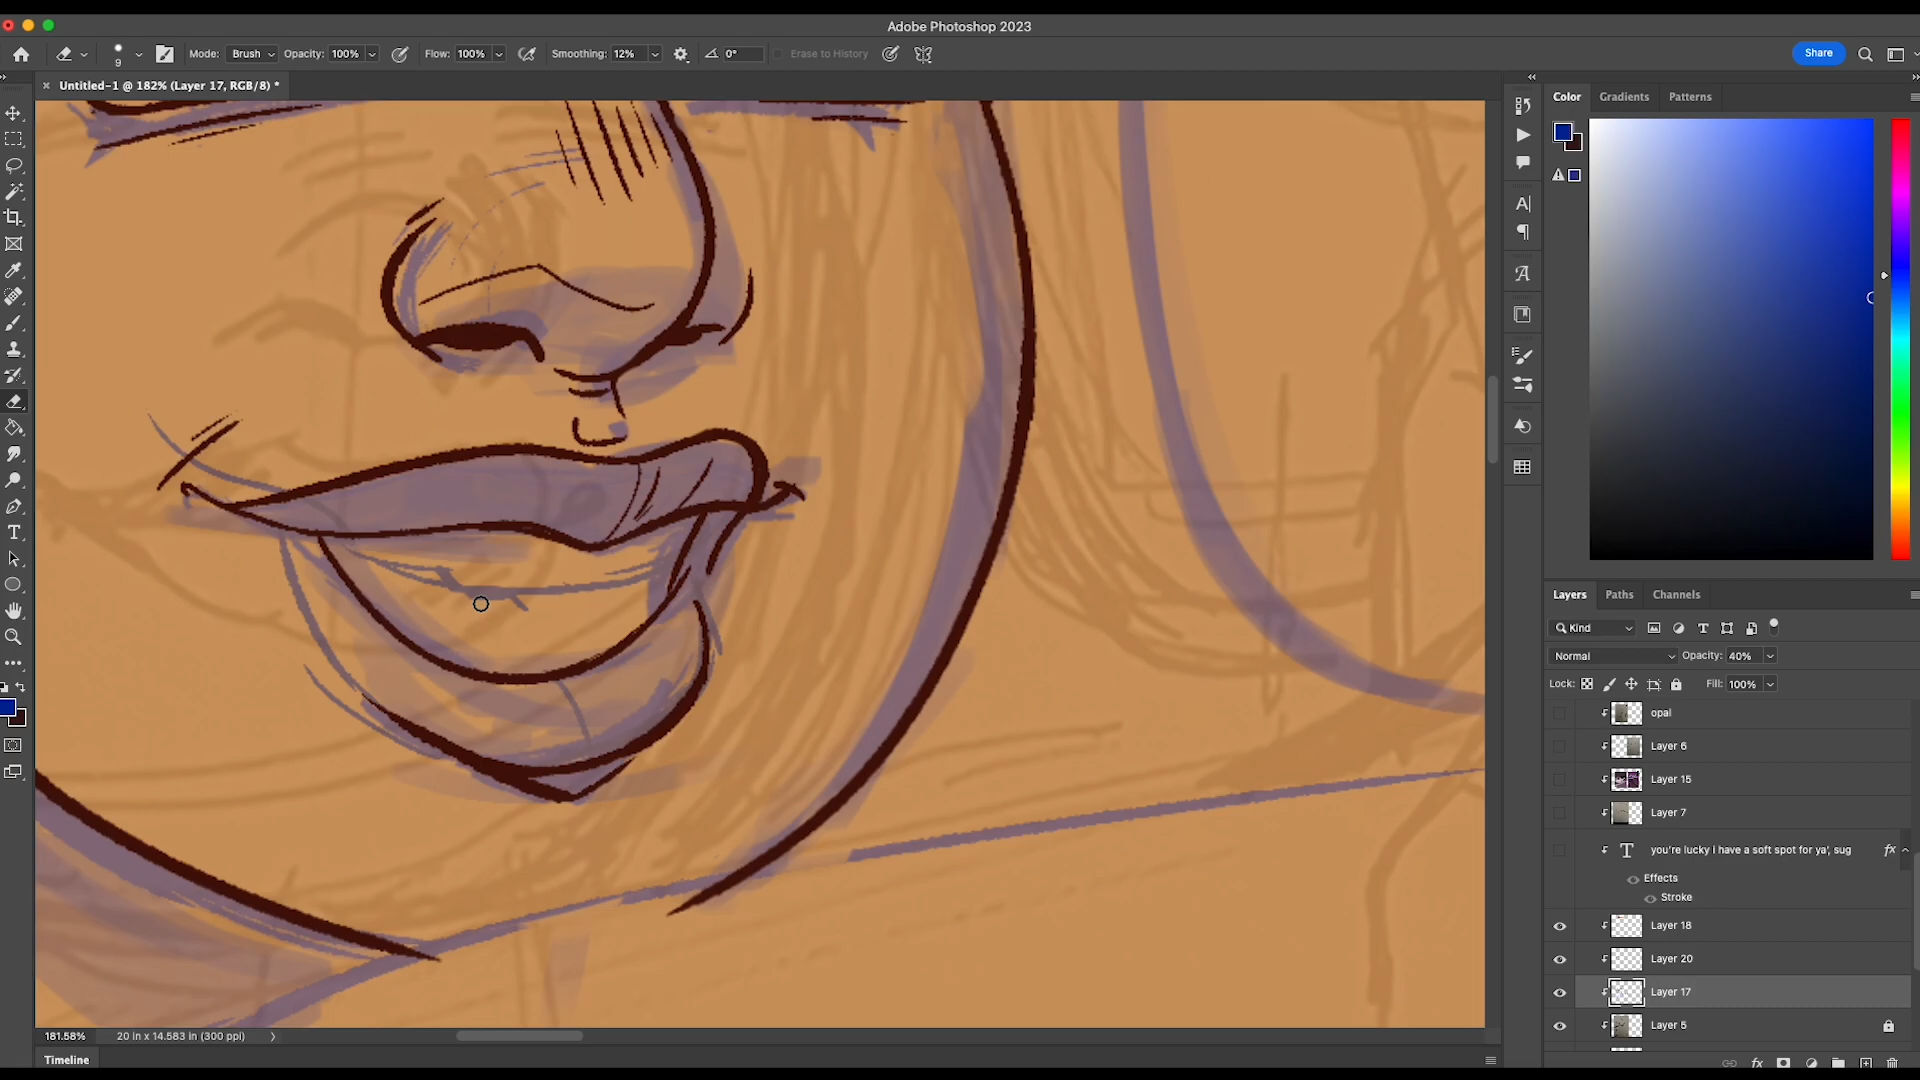 Adobe Photoshop 2023
9
Mode: Brush Opacity: 100% Flow: 100% Smoothing: 12% 0° Erase to History
Share
Untitled-1 @ 182% (Layer 17, RGB/8) *
Color Gradients Patterns
Layers Paths Channels
Kind
Normal Opacity: 40%
Lock: Fill: 100%
opal
Layer 6
Layer 15
Layer 7
you're lucky i have a soft spot for ya', sug fx
Effects
Stroke
Layer 18
Layer 20
Layer 17
Layer 5
fx
181.58% 20 in x 14.583 in (300 ppi)
Timeline